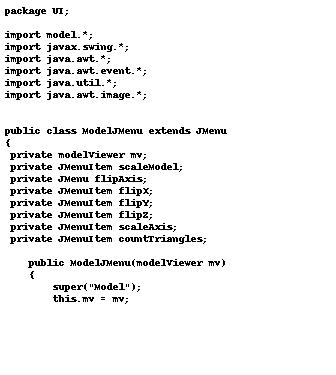 package UI;

import model.*;
import javax.swing.*;
import java.awt.*;
import java.awt.event.*;
import java.util.*;
import java.awt.image.*;


public class ModelJMenu extends JMenu
{
 private modelViewer mv;
 private JMenuItem scaleModel;
 private JMenu flipAxis;
 private JMenuItem flipX;
 private JMenuItem flipY;
 private JMenuItem flipZ;
 private JMenuItem scaleAxis;
 private JMenuItem countTriangles;

    public ModelJMenu(modelViewer mv)
    {
        super("Model");
        this.mv = mv;